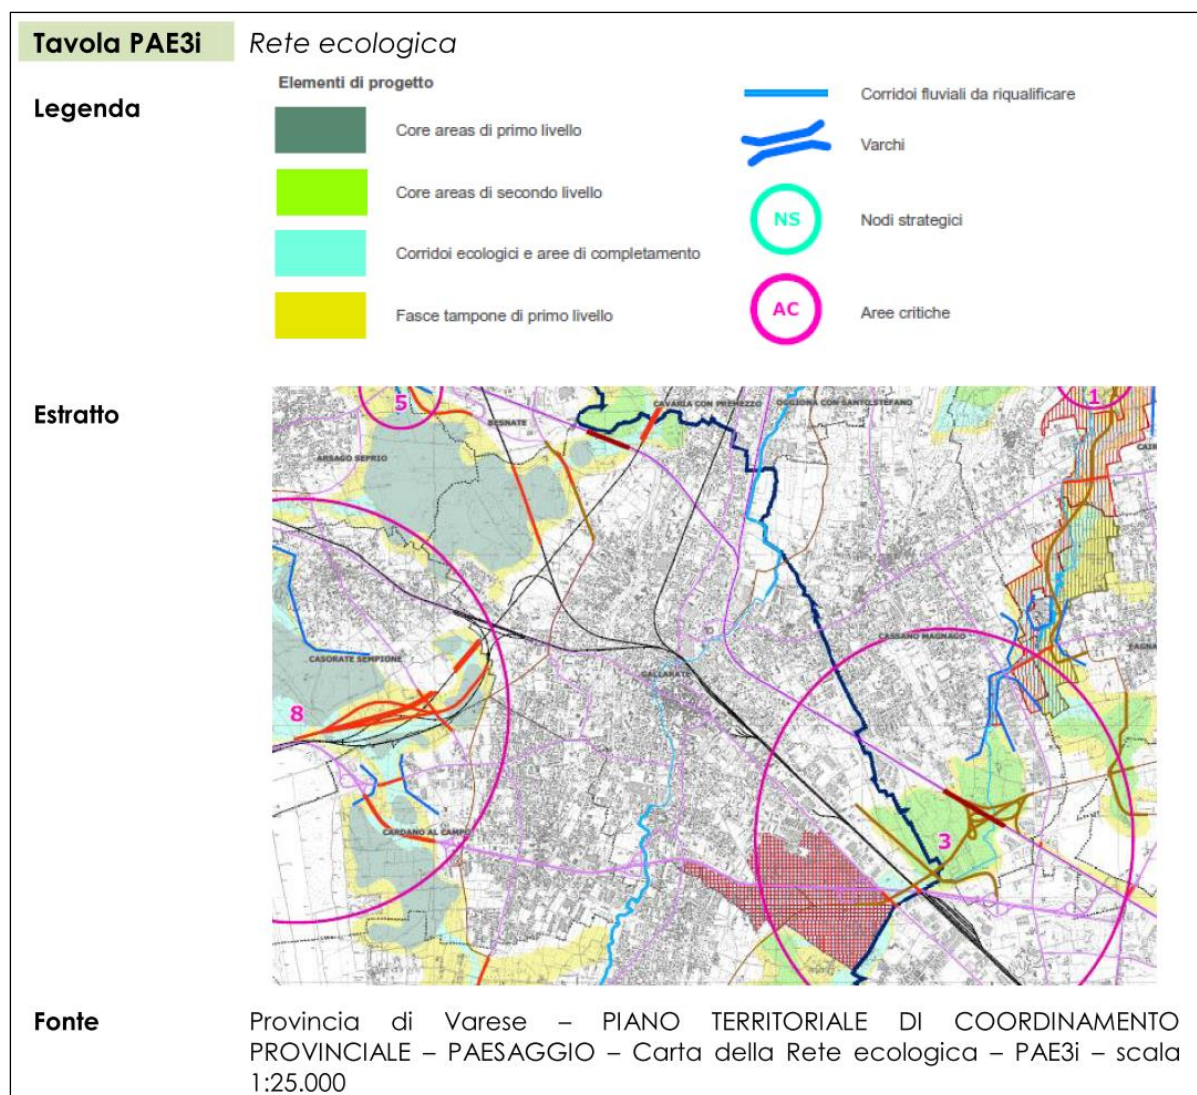 Tavola PAE3i Rete ecologica
Elementi di progetto
Legenda
Core areas di primo livello
Core areas di secondo livello
Corridoi ecologici e aree di completamento
Fasce tampone di primo livello
Corridoi fluviali da riqualificare
Varchi
NS Nodi strategici
AC Aree critiche
Estratto
5
1
CAVARIA CON PREMEZZO
OGGIONA CON SANTO STEFANO
BESNATE
CAIR
ARSAGO SEPRIO
CASSANO MAGNAGO
FAGNA
CASORATE SEMPIONE
GALLARATE
8
CARDANO AL CAMPO
3
Fonte
Provincia di Varese – PIANO TERRITORIALE DI COORDINAMENTO
PROVINCIALE – PAESAGGIO – Carta della Rete ecologica – PAE3i – scala
1:25.000